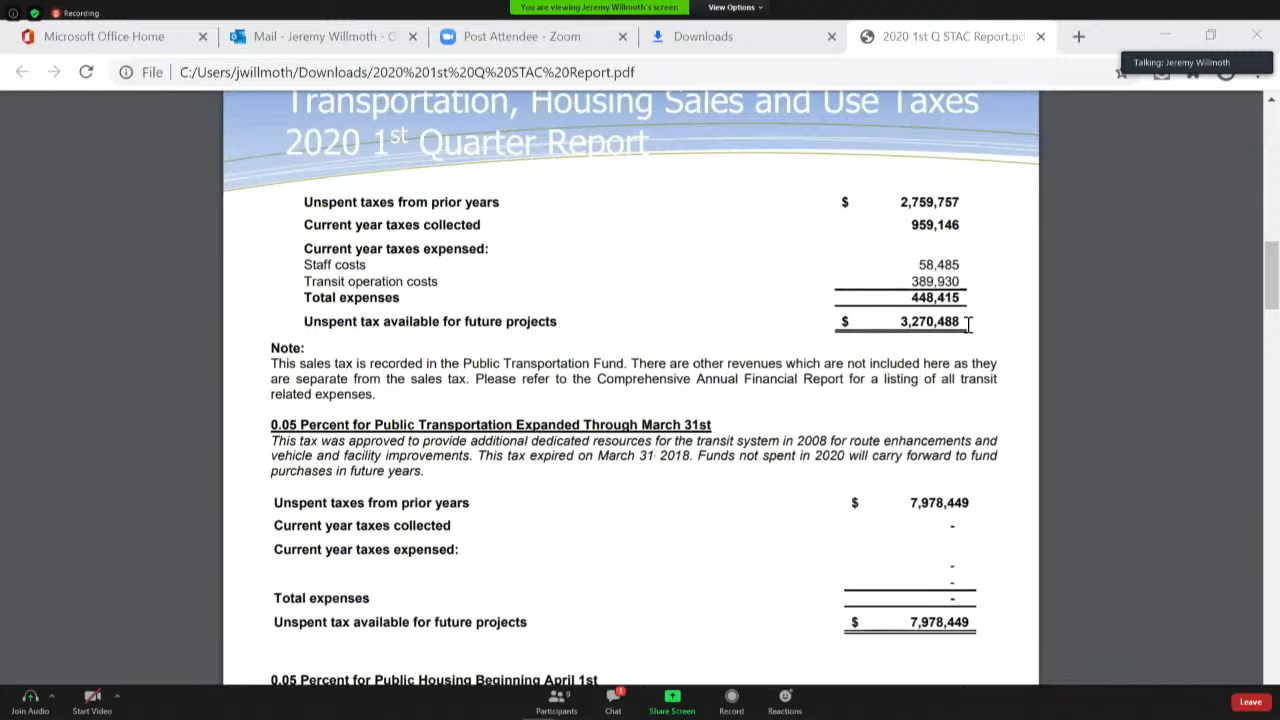 Recording
You are viewing Jeremy Willmoth's screen
View Options
Microsoft Office Home
Mail - Jeremy Willmoth - C
Post Attendee - Zoom
Downloads
2020 1st Q STAC Report.pd
Talking: Jeremy Willmoth
File C:/Users/jwillmoth/Downloads/2020%201st%20Q%20STAC%20Report.pdf
Transportation, Housing Sales and Use Taxes
2020 1st Quarter Report
Unspent taxes from prior years $ 2,759,757
Current year taxes collected 959,146
Current year taxes expensed:
Staff costs 58,485
Transit operation costs 389,930
Total expenses 448,415
Unspent tax available for future projects $ 3,270,488
Note:
This sales tax is recorded in the Public Transportation Fund. There are other revenues which are not included here as they
are separate from the sales tax. Please refer to the Comprehensive Annual Financial Report for a listing of all transit
related expenses.
0.05 Percent for Public Transportation Expanded Through March 31st
This tax was approved to provide additional dedicated resources for the transit system in 2008 for route enhancements and
vehicle and facility improvements. This tax expired on March 31, 2018. Funds not spent in 2020 will carry forward to fund
purchases in future years.
Unspent taxes from prior years $ 7,978,449
Current year taxes collected -
Current year taxes expensed:
-
-
Total expenses -
Unspent tax available for future projects $ 7,978,449
0.05 Percent for Public Housing Beginning April 1st
Join Audio
Start Video
9
Participants
1
Chat
Share Screen
Record
Reactions
Leave